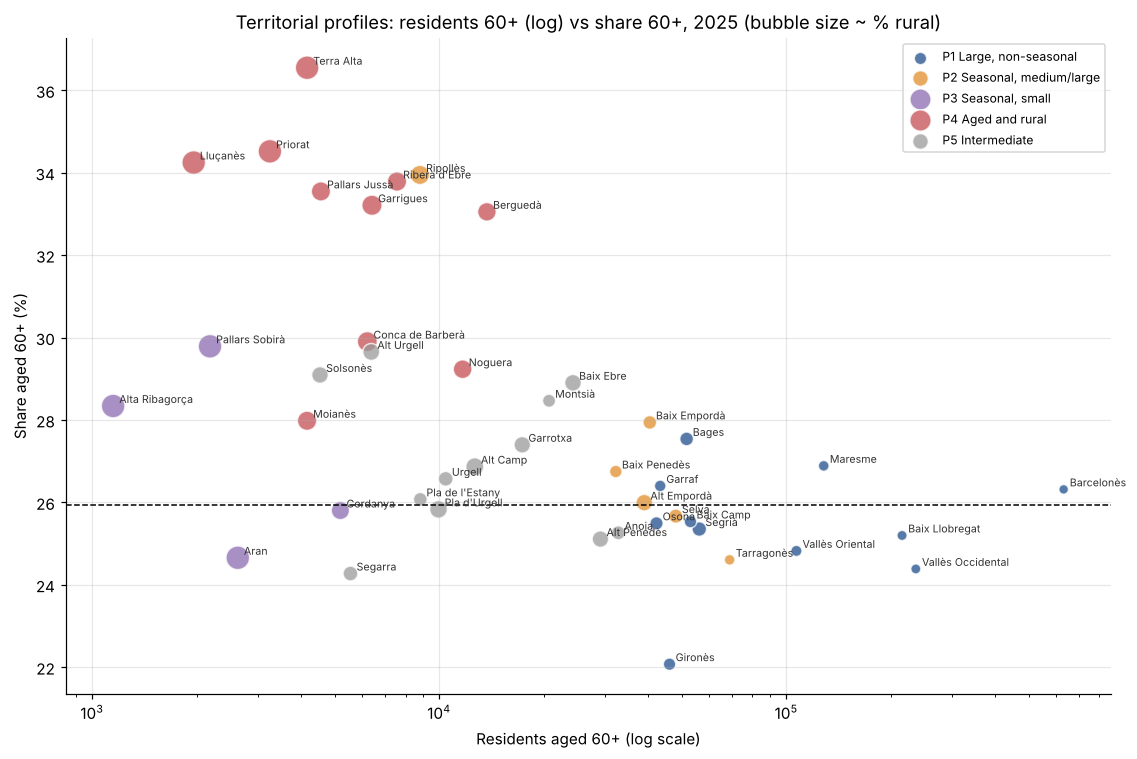 Territorial profiles: residents 60+ (log) vs share 60+, 2025 (bubble size ~ % rural)
P1 Large, non-seasonal
P2 Seasonal, medium/large
P3 Seasonal, small
P4 Aged and rural
P5 Intermediate
Share aged 60+ (%)
36
34
32
30
28
26
24
22
Terra Alta
Priorat
Lluçanès
Ripollès
Ribera d'Ebre
Pallars Jussà
Garrigues
Berguadà
Conca de Barberà
Alt Urgell
Pallars Sobirà
Noguera
Solsonès
Baix Ebre
Montsià
Alta Ribagorça
Moianès
Baix Empordà
Bages
Garrotxa
Maresme
Alt Camp
Baix Penedès
Urgell
Garraf
Barcelonès
Pla de l'Estany
Alt Empordà
Pla d'Urgell
Cerdanya
Selva
Baix Camp
Osona
Segrià
Anoia
Alt Penedès
Baix Llobregat
Vallès Oriental
Aran
Tarragonès
Vallès Occidental
Segarra
Gironès
10³
10⁴
10⁵
Residents aged 60+ (log scale)